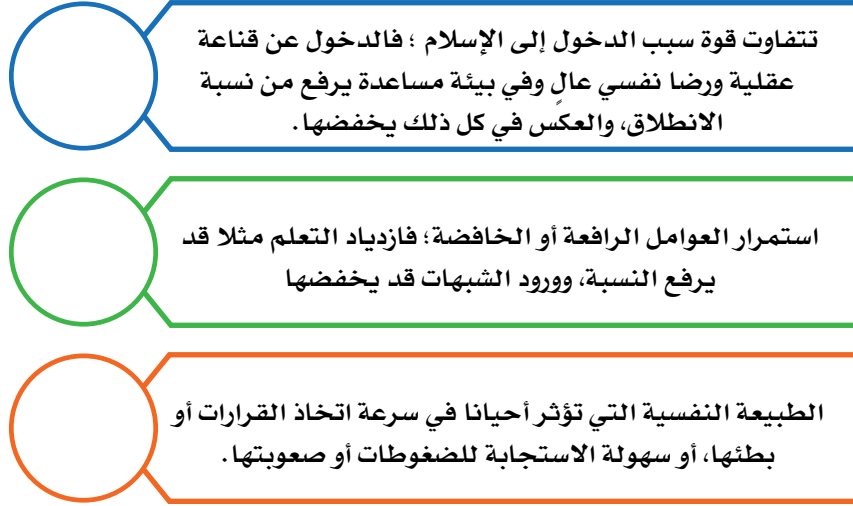 تتفاوت قوة سبب الدخول إلى الإسلام ؛ فالدخول عن قناعة
عقلية ورضا نفسي عالٍ وفي بيئة مساعدة يرفع من نسبة
الانطلاق، والعكس في كل ذلك يخفضها.
استمرار العوامل الرافعة أو الخافضة؛ فازدياد التعلم مثلا قد
يرفع النسبة، وورود الشبهات قد يخفضها
الطبيعة النفسية التي تؤثر أحيانا في سرعة اتخاذ القرارات أو
بطئها، أو سهولة الاستجابة للضغوطات أو صعوبتها.